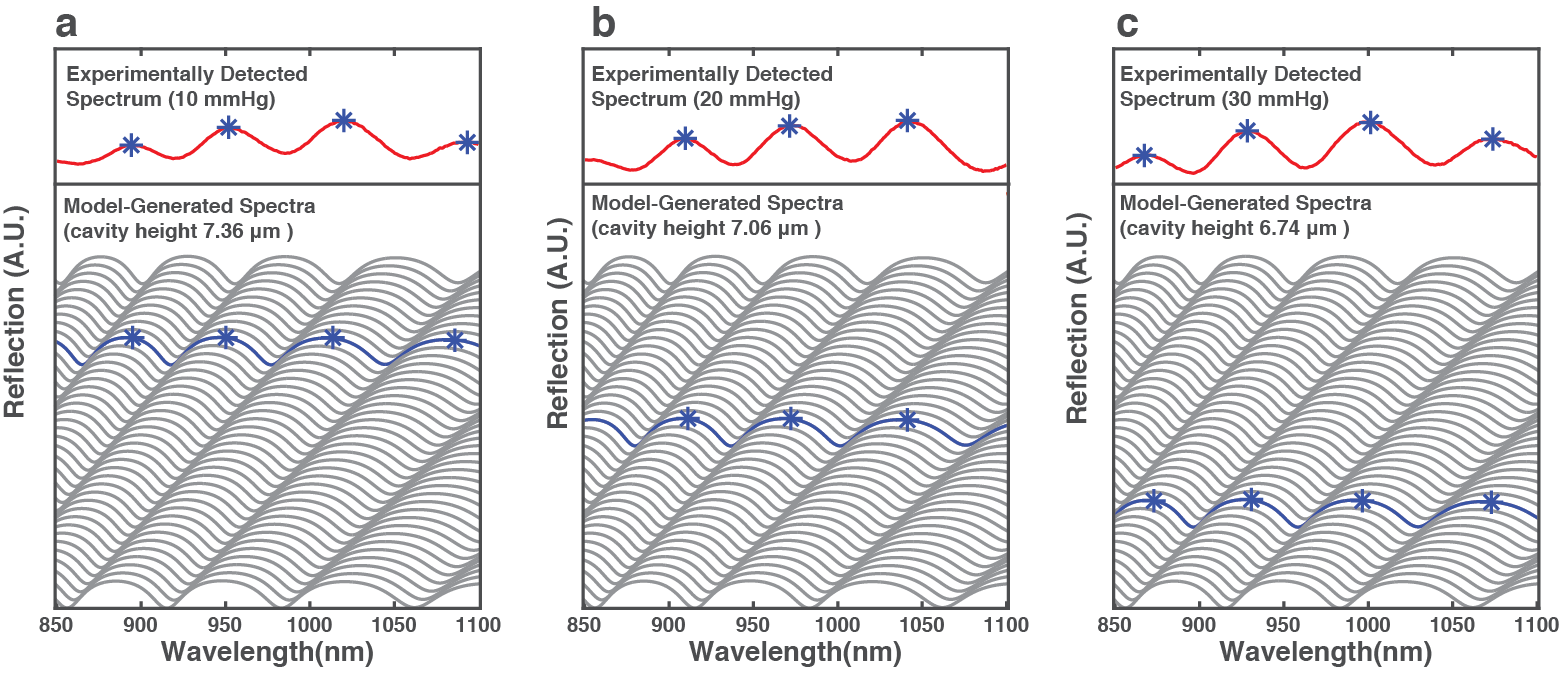 a
Experimentally Detected
Spectrum (10 mmHg)
Model-Generated Spectra
(cavity height 7.36 µm )
Reflection (A.U.)
850 900 950 1000 1050 1100
Wavelength(nm)
b
Experimentally Detected
Spectrum (20 mmHg)
Model-Generated Spectra
(cavity height 7.06 µm )
Reflection (A.U.)
850 900 950 1000 1050 1100
Wavelength(nm)
c
Experimentally Detected
Spectrum (30 mmHg)
Model-Generated Spectra
(cavity height 6.74 µm )
Reflection (A.U.)
850 900 950 1000 1050 1100
Wavelength(nm)